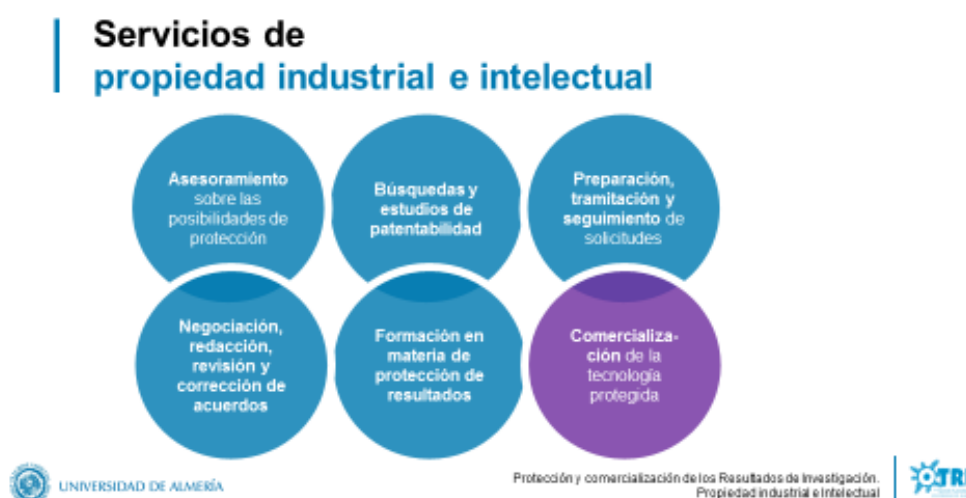 Servicios de
propiedad industrial e intelectual
Asesoramiento
sobre las
posibilidades de
protección
Búsquedas y
estudios de
patentabilidad
Preparación,
tramitación y
seguimiento de
solicitudes
Negociación,
redacción,
revisión y
corrección de
acuerdos
Formación en
materia de
protección de
resultados
Comercializa-
ción de la
tecnología
protegida
UNIVERSIDAD DE ALMERÍA
Protección y comercialización de los Resultados de Investigación.
Propiedad industrial e Intelectual